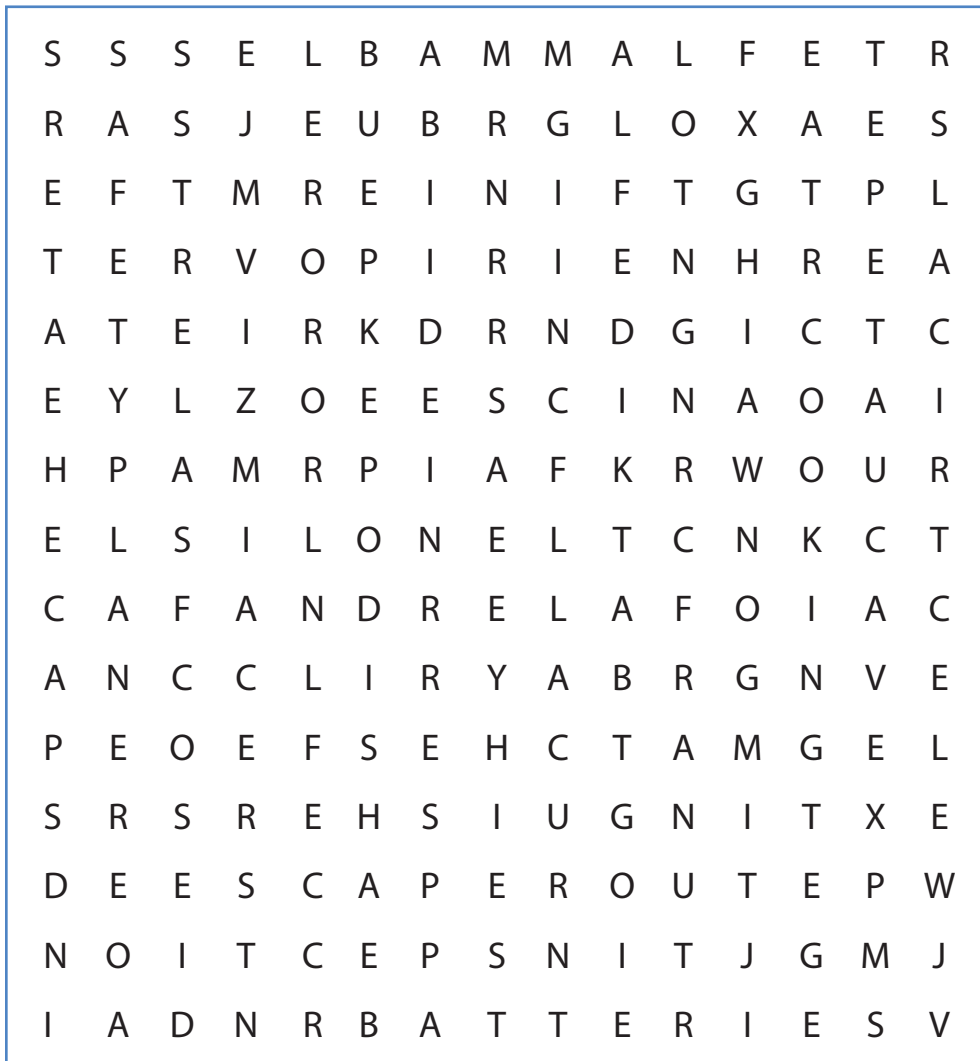 S S S E L B A M M A L F E T R
R A S J E U B R G L O X A E S
E F T M R E I N I F T G T P L
T E R V O P I R I E N H R E A
A T E I R K D R N D G I C T C
E Y L Z O E E S C I N A O A I
H P A M R P I A F K R W O U R
E L S I L O N E L T C N K C T
C A F A N D R E L A F O I A C
A N C C L I R Y A B R G N V E
P E O E F S E H C T A M G E L
S R S R E H S I U G N I T X E
D E E S C A P E R O U T E P W
N O I T C E P S N I T J G M J
I A D N R B A T T E R I E S V